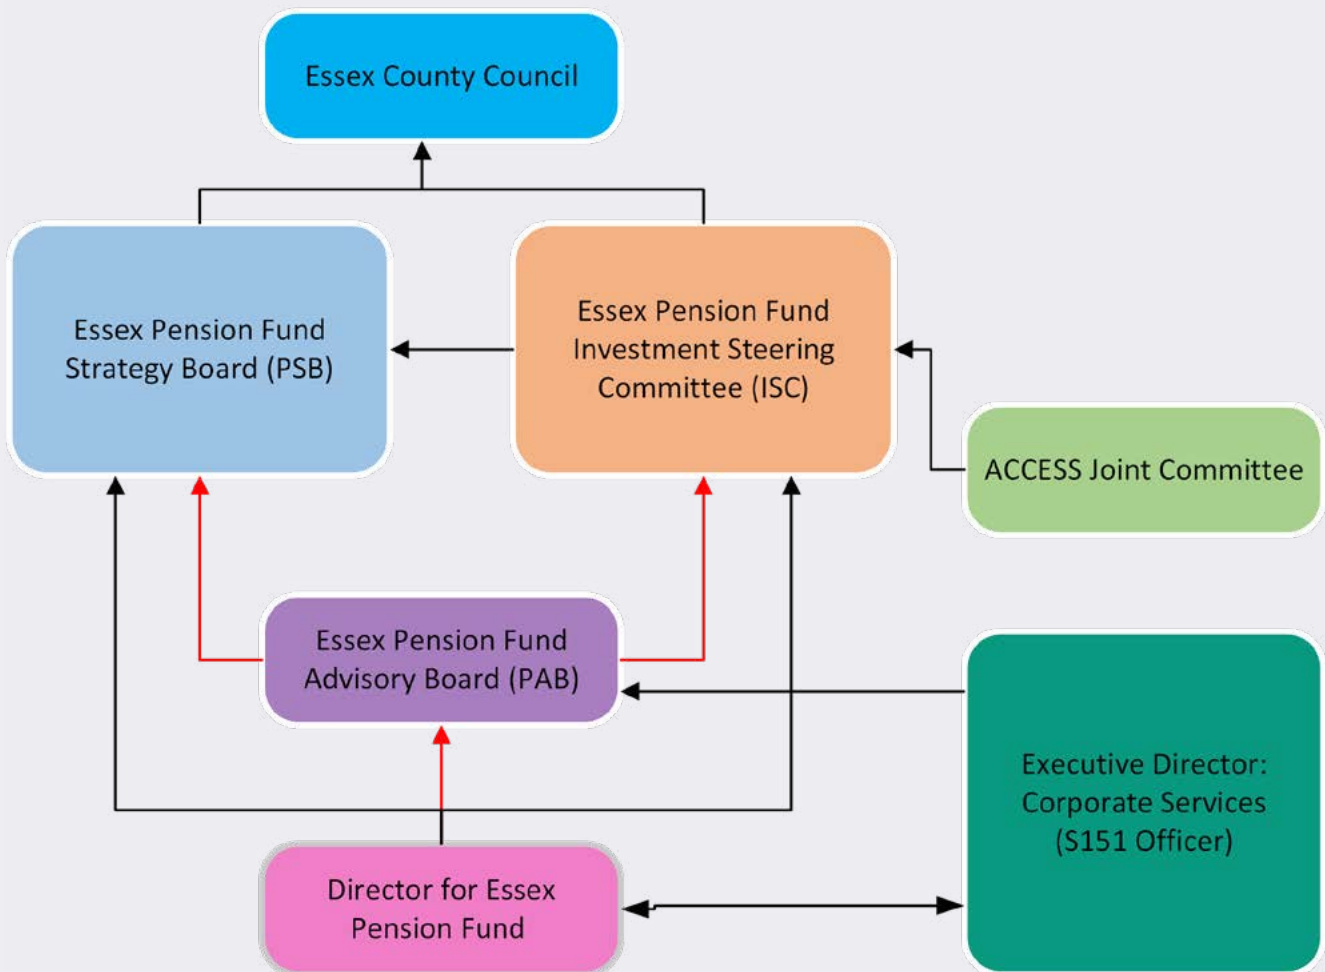 Essex County Council
Essex Pension Fund
Strategy Board (PSB)
Essex Pension Fund
Investment Steering
Committee (ISC)
ACCESS Joint Committee
Essex Pension Fund
Advisory Board (PAB)
Executive Director:
Corporate Services
(S151 Officer)
Director for Essex
Pension Fund